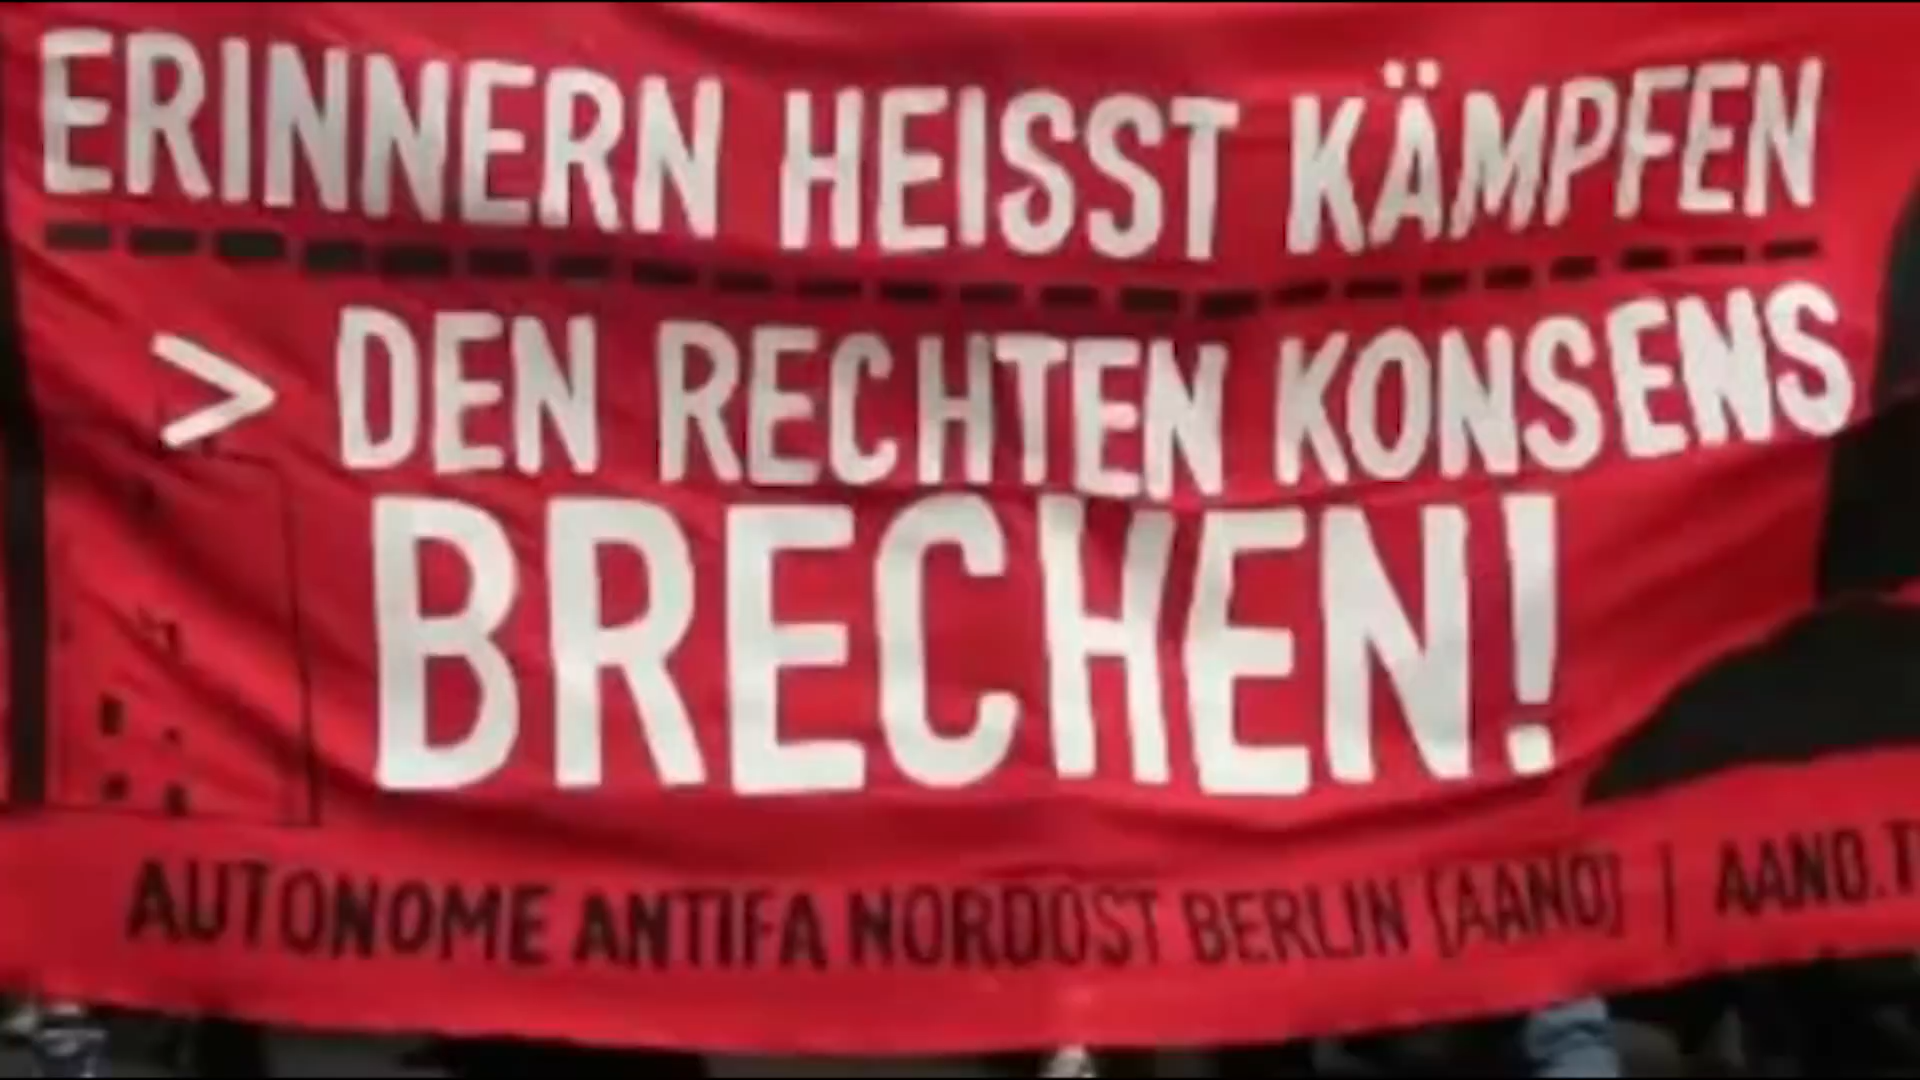 ERINNERN HEISST KÄMPFEN
> DEN RECHTEN KONSENS
BRECHEN!
AUTONOME ANTIFA NORDOST BERLIN [AANO] | AANO.T